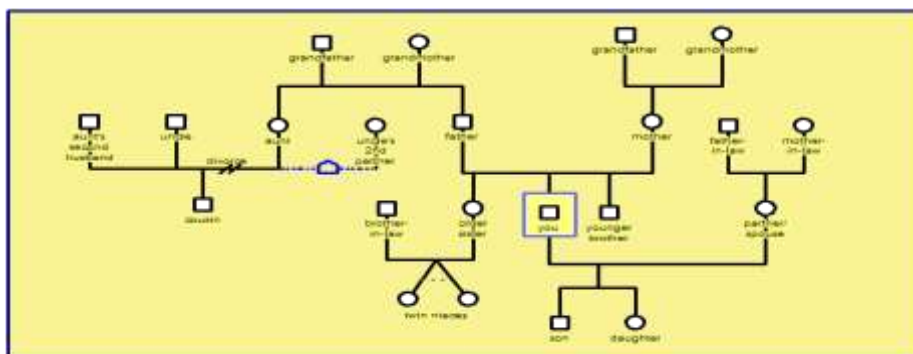 grandfather
grandmother
grandfather
grandmother
aunt's
second
husband
uncle
aunt
uncle's
2nd
partner
father
mother
father-
in-law
mother-
in-law
divorce
cousin
brother-
in-law
older
sister
you
younger
brother
partner/
spouse
twin nieces
son
daughter